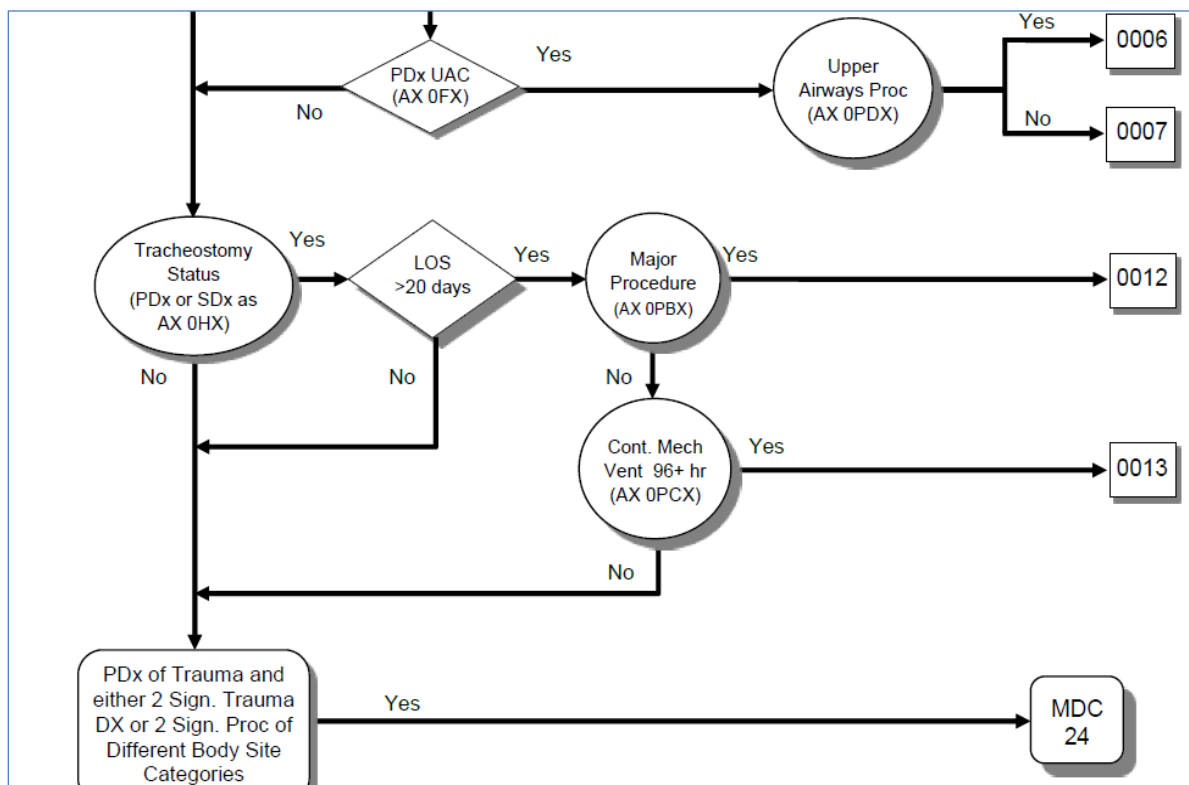 Yes
0006
PDx UAC
(AX 0FX)
Yes
Upper
Airways Proc
(AX 0PDX)
No
No
0007
Tracheostomy
Status
(PDx or SDx as
AX 0HX)
Yes
LOS
>20 days
Yes
Major
Procedure
(AX 0PBX)
Yes
0012
No
No
No
Cont. Mech
Vent 96+ hr
(AX 0PCX)
Yes
0013
No
PDx of Trauma and
either 2 Sign. Trauma
DX or 2 Sign. Proc of
Different Body Site
Categories
Yes
MDC
24